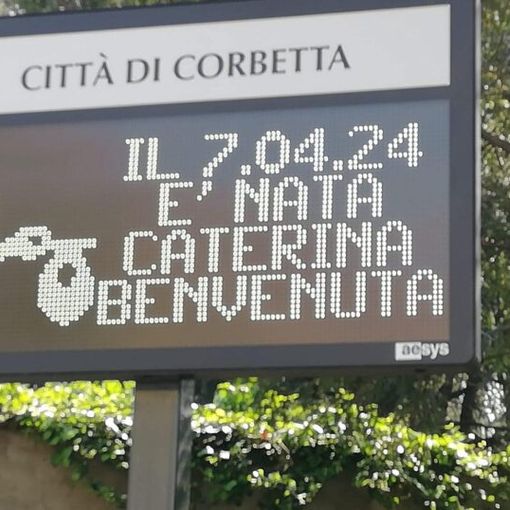 CITTÀ DI CORBETTA
IL 7.04.24
E' NATA
CATERINA
BENVENUTA
aesys